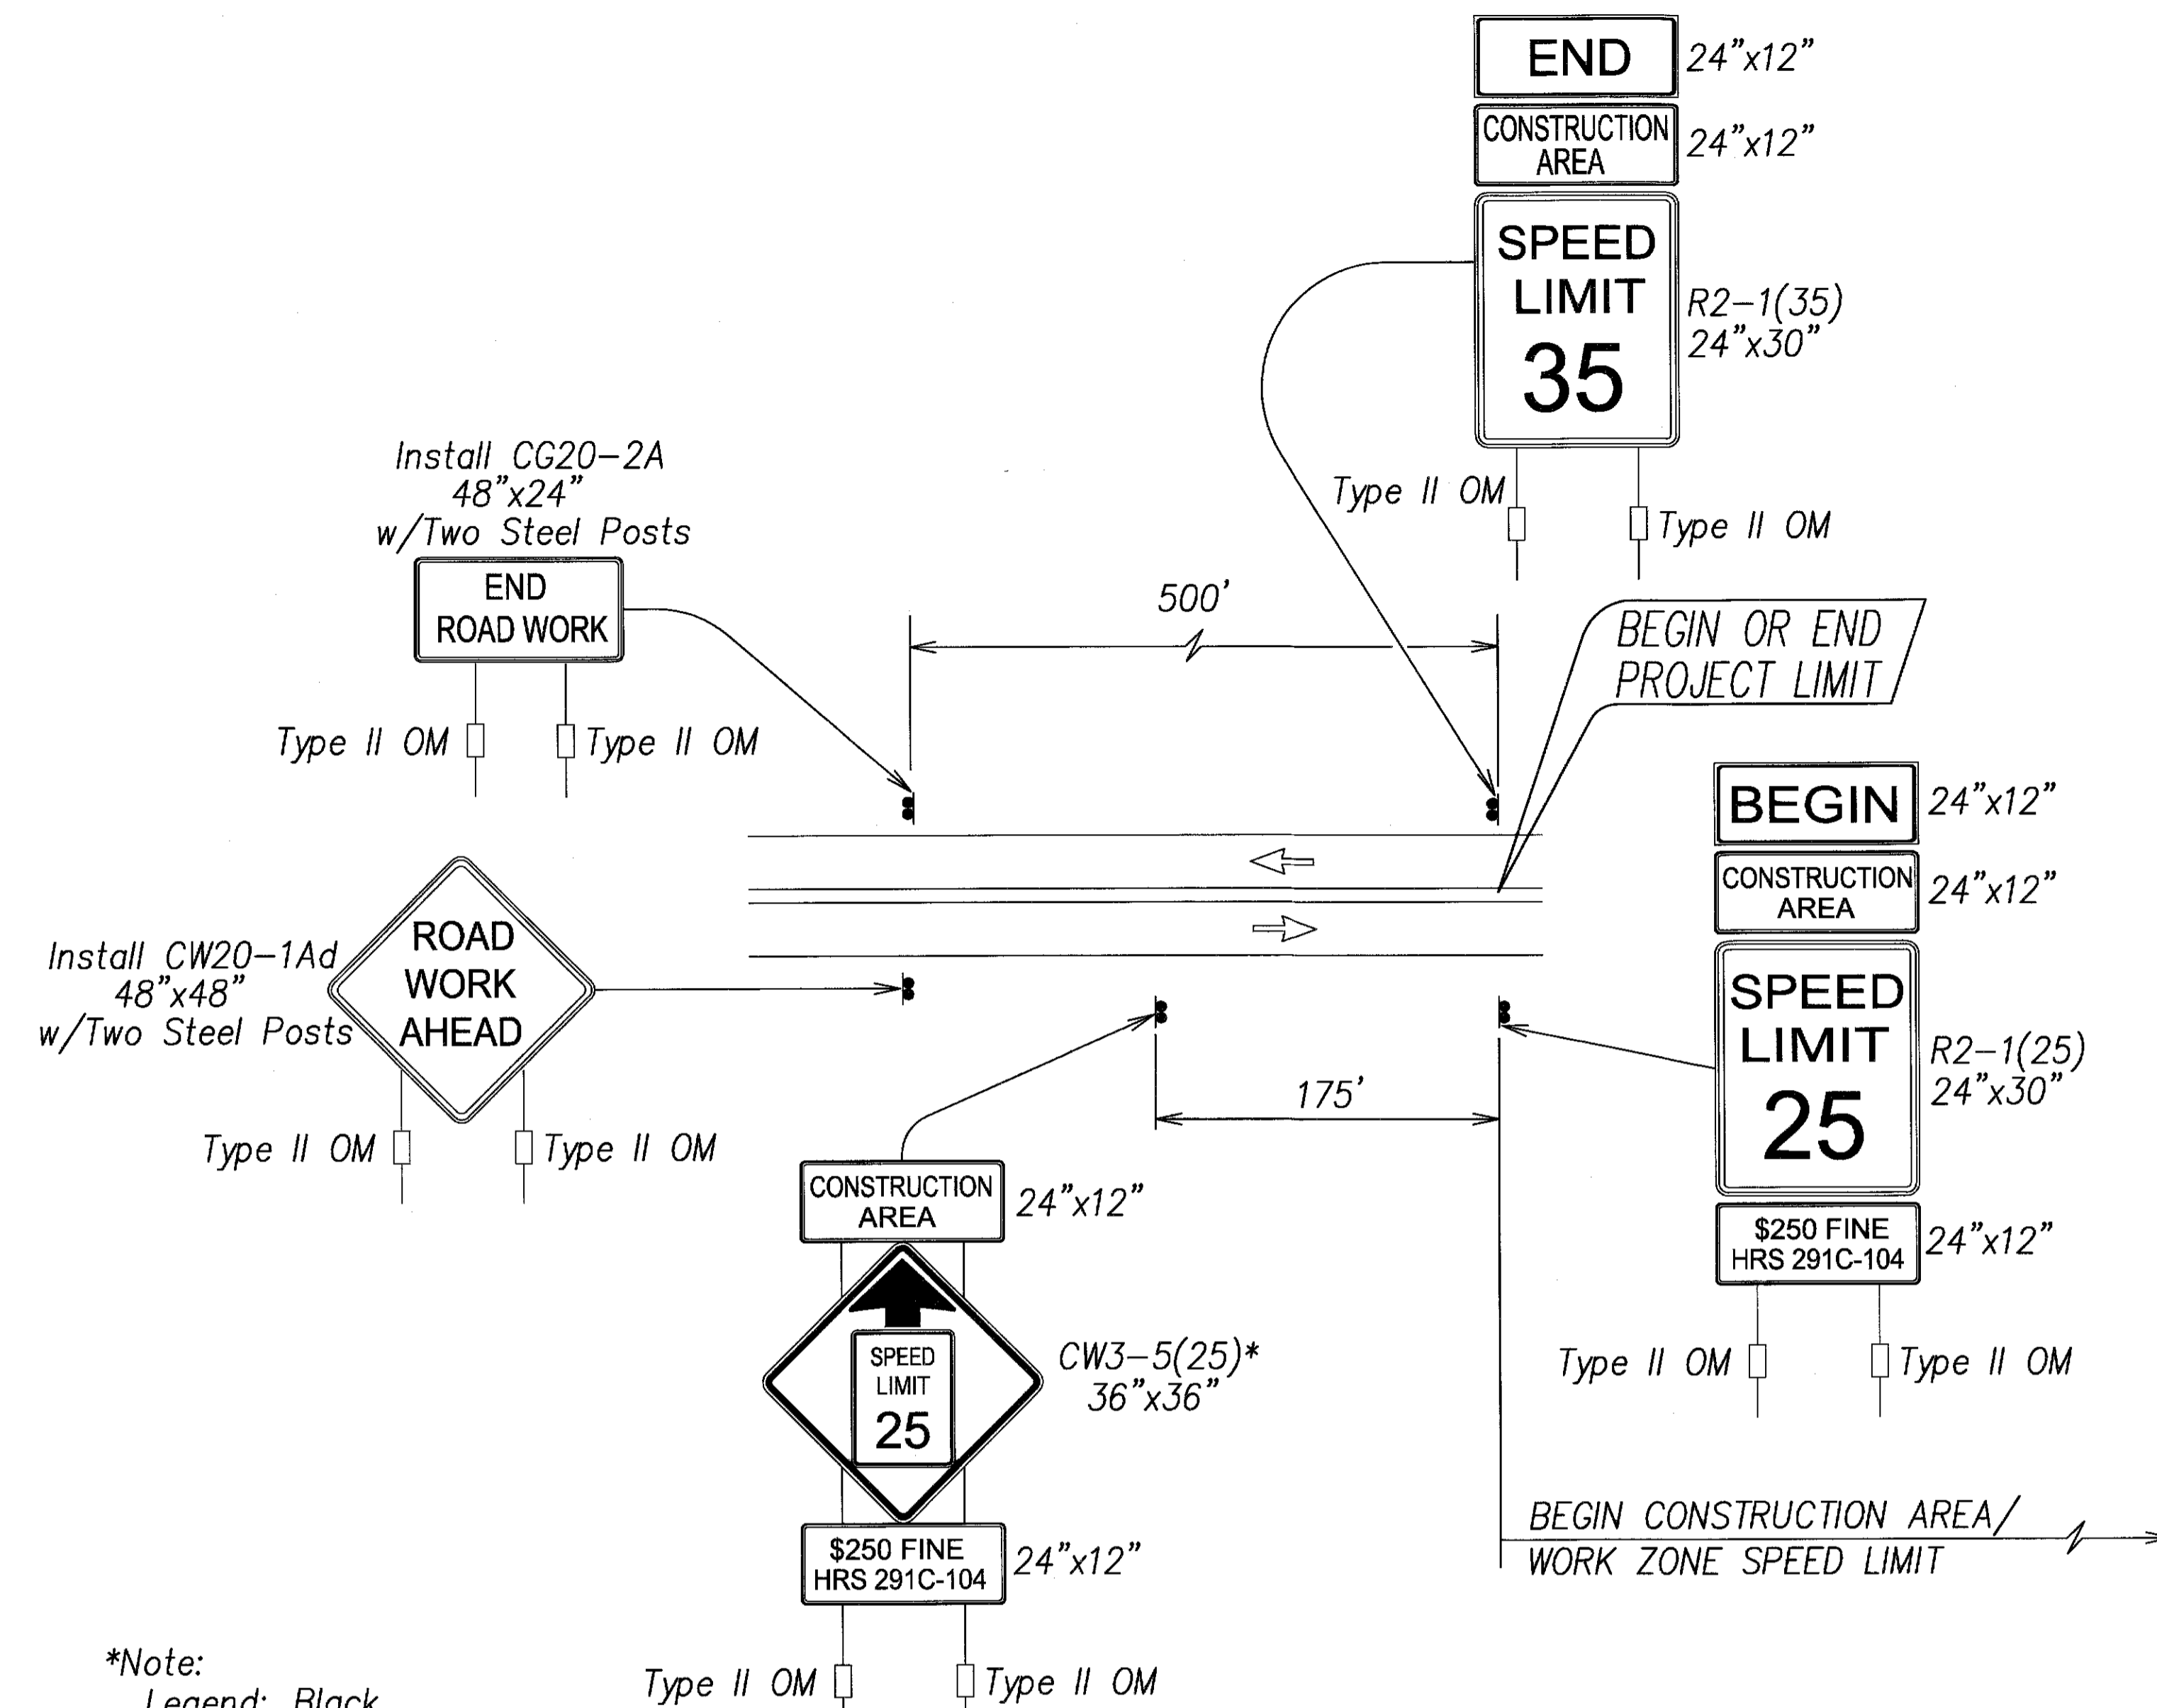 END
24"x12"
CONSTRUCTION
AREA
24"x12"
SPEED
LIMIT
35
R2-1(35)
24"x30"
Type II OM
Type II OM
Install CG20-2A
48"x24"
w/Two Steel Posts
END
ROAD WORK
Type II OM
Type II OM
500'
BEGIN OR END
PROJECT LIMIT
BEGIN
24"x12"
CONSTRUCTION
AREA
24"x12"
SPEED
LIMIT
25
R2-1(25)
24"x30"
$250 FINE
HRS 291C-104
24"x12"
Type II OM
Type II OM
Install CW20-1Ad
48"x48"
w/Two Steel Posts
ROAD
WORK
AHEAD
Type II OM
Type II OM
175'
CONSTRUCTION
AREA
24"x12"
SPEED
LIMIT
25
CW3-5(25)*
36"x36"
$250 FINE
HRS 291C-104
24"x12"
Type II OM
Type II OM
BEGIN CONSTRUCTION AREA/
WORK ZONE SPEED LIMIT
*Note:
Legend: Black